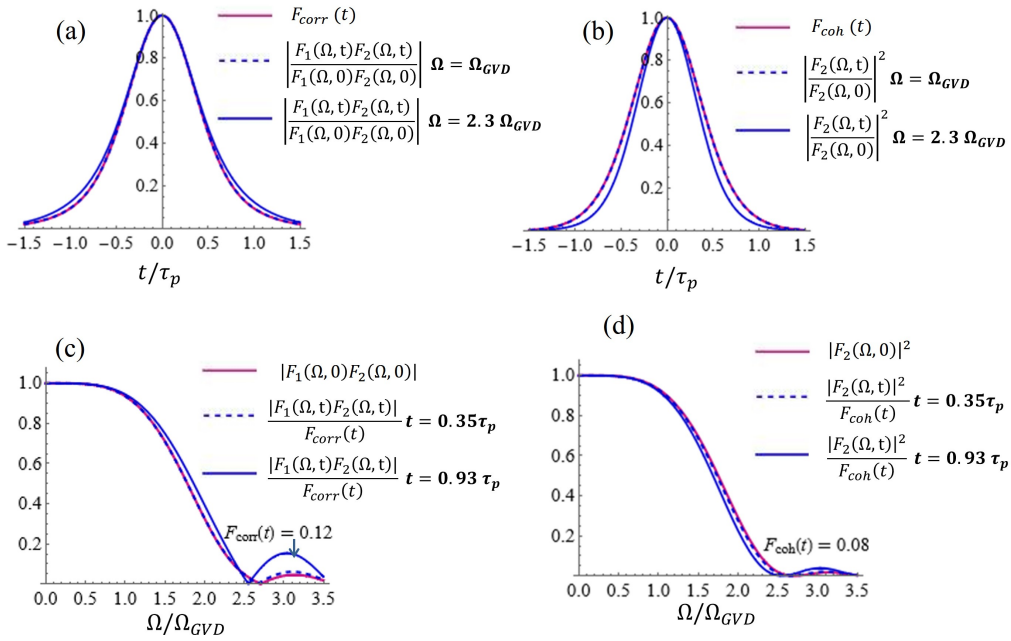 (a)
F_corr (t)
|F₁(Ω, t)F₂(Ω, t) / F₁(Ω, 0)F₂(Ω, 0)| Ω = Ω_GVD
|F₁(Ω, t)F₂(Ω, t) / F₁(Ω, 0)F₂(Ω, 0)| Ω = 2.3 Ω_GVD
1.0
0.8
0.6
0.4
0.2
−1.5 −1.0 −0.5 0.0 0.5 1.0 1.5
t/τ_p
(b)
F_coh (t)
|F₂(Ω, t) / F₂(Ω, 0)|² Ω = Ω_GVD
|F₂(Ω, t) / F₂(Ω, 0)|² Ω = 2.3 Ω_GVD
1.0
0.8
0.6
0.4
0.2
−1.5 −1.0 −0.5 0.0 0.5 1.0 1.5
t/τ_p
(c)
|F₁(Ω, 0)F₂(Ω, 0)|
|F₁(Ω, t)F₂(Ω, t)| / F_corr(t) t = 0.35τ_p
|F₁(Ω, t)F₂(Ω, t)| / F_corr(t) t = 0.93 τ_p
F_corr(t) = 0.12
1.0
0.8
0.6
0.4
0.2
0.0 0.5 1.0 1.5 2.0 2.5 3.0 3.5
Ω/Ω_GVD
(d)
|F₂(Ω, 0)|²
|F₂(Ω, t)|² / F_coh(t) t = 0.35τ_p
|F₂(Ω, t)|² / F_coh(t) t = 0.93 τ_p
F_coh(t) = 0.08
1.0
0.8
0.6
0.4
0.2
0.0 0.5 1.0 1.5 2.0 2.5 3.0 3.5
Ω/Ω_GVD